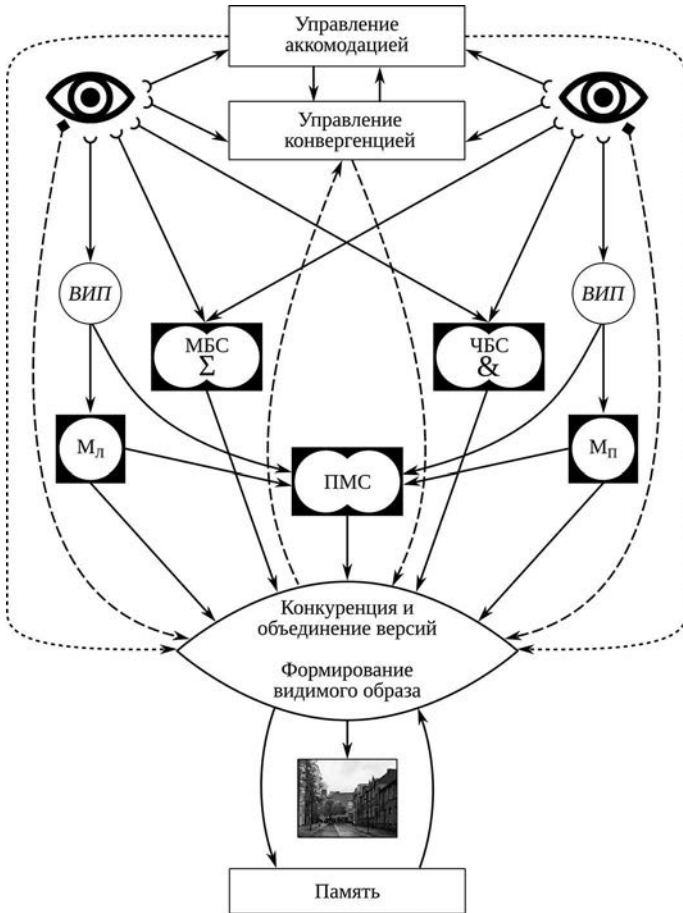 Управление
аккомодацией
Управление
конвергенцией
ВИП
ВИП
МБС
Σ
ЧБС
&
Мл
Мп
ПМС
Конкуренция и
объединение версий
Формирование
видимого образа
Память